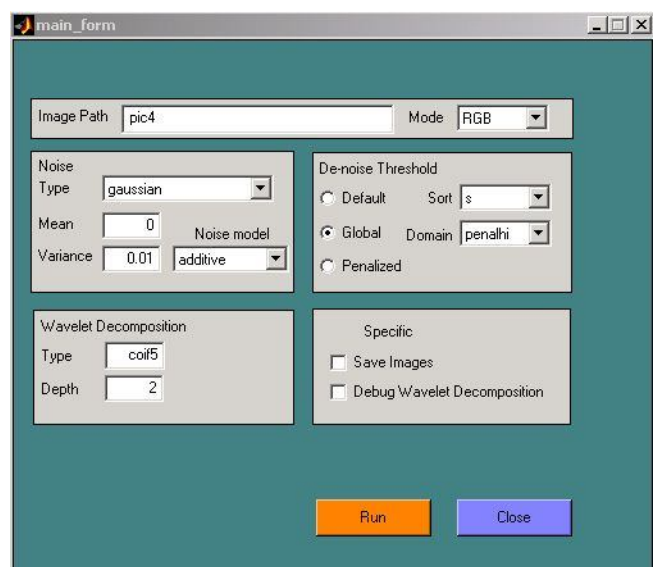 main_form
Image Path pic4 Mode RGB
Noise
Type gaussian
Mean 0 Noise model
Variance 0.01 additive
De-noise Threshold
Default Sort s
Global Domain penalhi
Penalized
Wavelet Decomposition
Type coif5
Depth 2
Specific
Save Images
Debug Wavelet Decomposition
Run Close